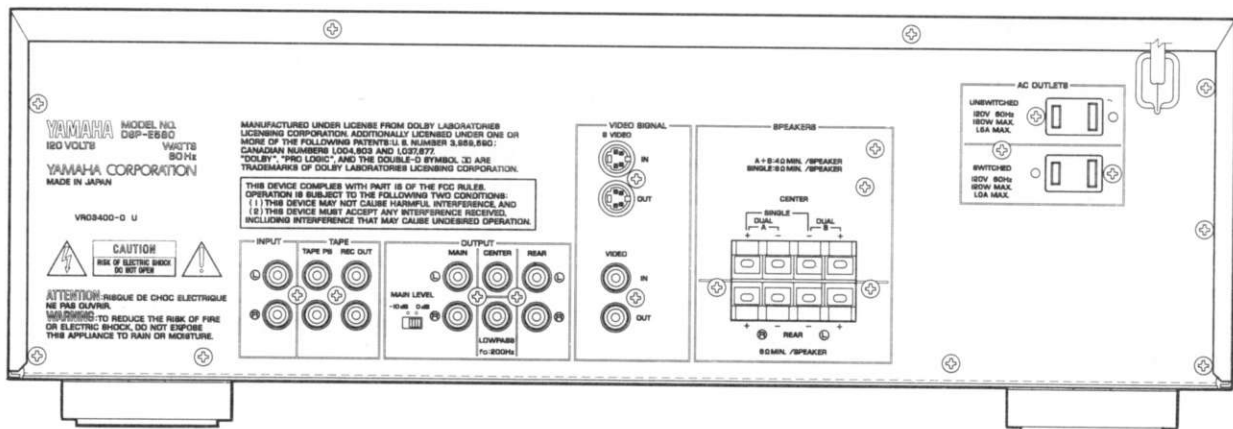 YAMAHA MODEL NO.
DSP-E580
120 VOLTS WATTS
60Hz
YAMAHA CORPORATION
MADE IN JAPAN
VR03400-0 U
CAUTION
RISK OF ELECTRIC SHOCK
DO NOT OPEN
ATTENTION:RISQUE DE CHOC ELECTRIQUE
NE PAS OUVRIR.
WARNING:TO REDUCE THE RISK OF FIRE
OR ELECTRIC SHOCK, DO NOT EXPOSE
THIS APPLIANCE TO RAIN OR MOISTURE.
MANUFACTURED UNDER LICENSE FROM DOLBY LABORATORIES
LICENSING CORPORATION. ADDITIONALLY LICENSED UNDER ONE OR
MORE OF THE FOLLOWING PATENTS:U.S. NUMBER 3,959,590;
CANADIAN NUMBERS 1,004,603 AND 1,037,877.
"DOLBY", "PRO LOGIC", AND THE DOUBLE-D SYMBOL ARE
TRADEMARKS OF DOLBY LABORATORIES LICENSING CORPORATION.
THIS DEVICE COMPLIES WITH PART 15 OF THE FCC RULES.
OPERATION IS SUBJECT TO THE FOLLOWING TWO CONDITIONS:
(1) THIS DEVICE MAY NOT CAUSE HARMFUL INTERFERENCE, AND
(2) THIS DEVICE MUST ACCEPT ANY INTERFERENCE RECEIVED,
INCLUDING INTERFERENCE THAT MAY CAUSE UNDESIRED OPERATION.
INPUT
L
R
TAPE
TAPE PB REC OUT
OUTPUT
MAIN CENTER REAR
L L
MAIN LEVEL
-10dB 0dB
R R
LOWPASS
fc:200Hz
VIDEO SIGNAL
S VIDEO
IN
OUT
VIDEO
IN
OUT
SPEAKERS
A + B:4Ω MIN. /SPEAKER
SINGLE:8Ω MIN. /SPEAKER
CENTER
SINGLE
DUAL DUAL
A B
+ - - +
+ - - +
R REAR L
6Ω MIN. /SPEAKER
AC OUTLETS
UNSWITCHED
120V 60Hz
180W MAX.
1.5A MAX.
SWITCHED
120V 60Hz
120W MAX.
1.0A MAX.